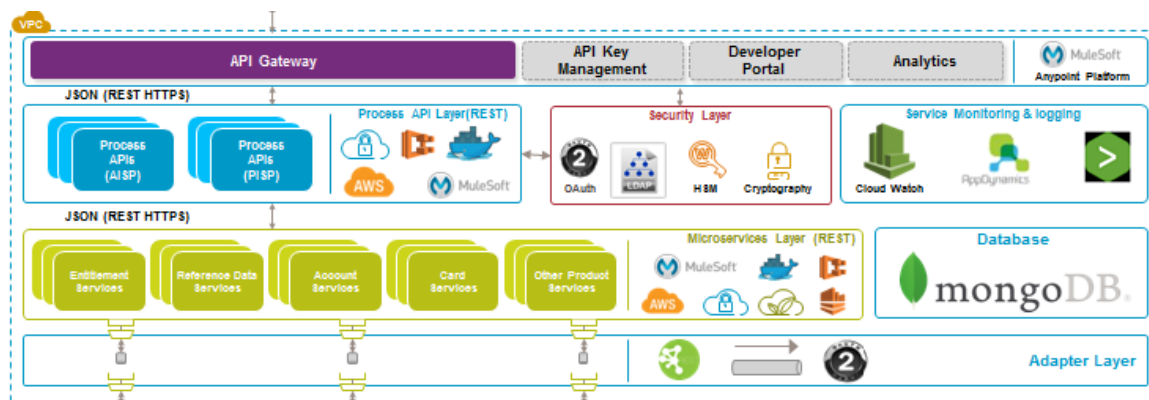 VPC
API Gateway
API Key
Management
Developer
Portal
Analytics
MuleSoft
Anypoint Platform
JSON (REST HTTPS)
Process API Layer(REST)
Process
APIs
(AISP)
Process
APIs
(PISP)
AWS
MuleSoft
Security Layer
2
OAuth
LDAP
HSM
Cryptography
Service Monitoring & logging
Cloud Watch
AppDynamics
>
JSON (REST HTTPS)
Microservices Layer (REST)
Entitlement
Services
Reference Data
Services
Account
Services
Card
Services
Other Product
Services
MuleSoft
AWS
Database
mongoDB®
2
Adapter Layer